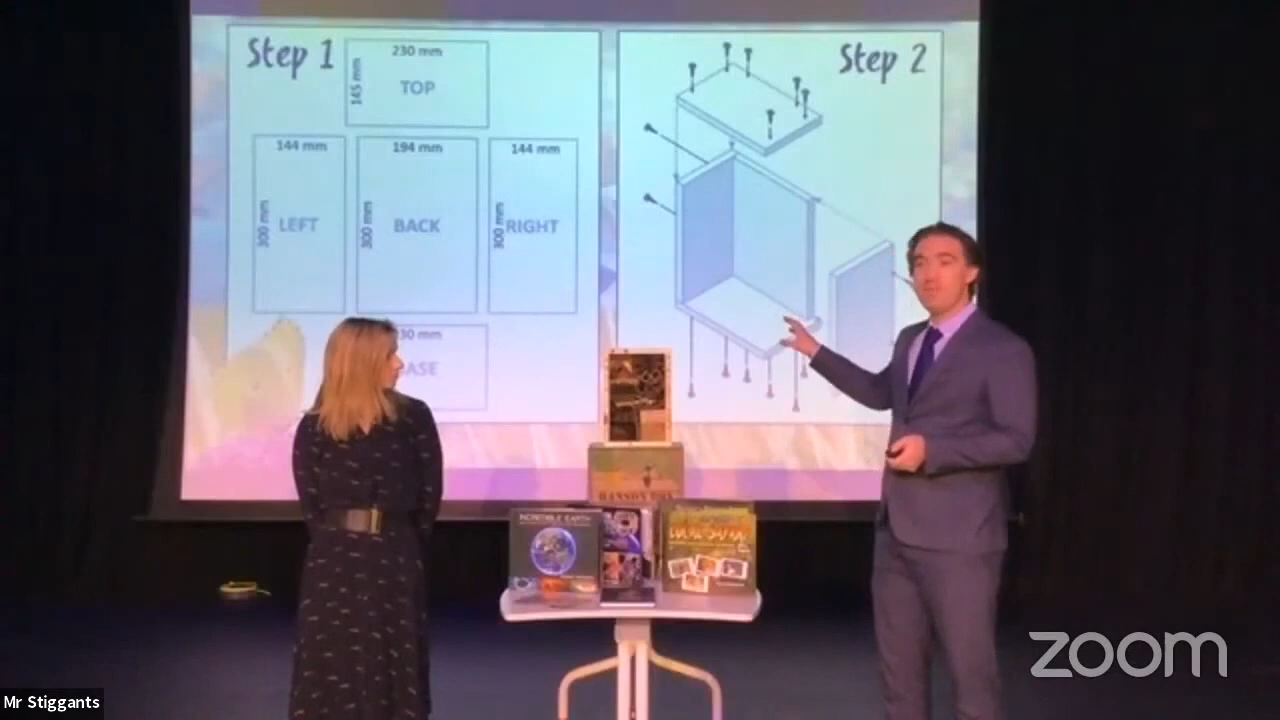 Step 1
230 mm
145 mm
TOP
144 mm
194 mm
144 mm
300 mm
LEFT
300 mm
BACK
300 mm
RIGHT
Step 2
INCREDIBLE EARTH
zoom
Mr Stiggants